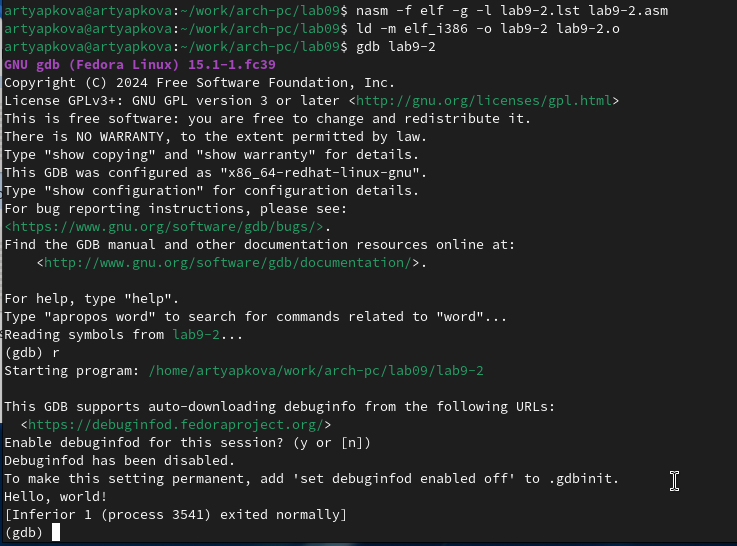 artyapkova@artyapkova:~/work/arch-pc/lab09$ nasm -f elf -g -l lab9-2.lst lab9-2.asm
artyapkova@artyapkova:~/work/arch-pc/lab09$ ld -m elf_i386 -o lab9-2 lab9-2.o
artyapkova@artyapkova:~/work/arch-pc/lab09$ gdb lab9-2
GNU gdb (Fedora Linux) 15.1-1.fc39
Copyright (C) 2024 Free Software Foundation, Inc.
License GPLv3+: GNU GPL version 3 or later <http://gnu.org/licenses/gpl.html>
This is free software: you are free to change and redistribute it.
There is NO WARRANTY, to the extent permitted by law.
Type "show copying" and "show warranty" for details.
This GDB was configured as "x86_64-redhat-linux-gnu".
Type "show configuration" for configuration details.
For bug reporting instructions, please see:
<https://www.gnu.org/software/gdb/bugs/>.
Find the GDB manual and other documentation resources online at:
    <http://www.gnu.org/software/gdb/documentation/>.

For help, type "help".
Type "apropos word" to search for commands related to "word"...
Reading symbols from lab9-2...
(gdb) r
Starting program: /home/artyapkova/work/arch-pc/lab09/lab9-2

This GDB supports auto-downloading debuginfo from the following URLs:
  <https://debuginfod.fedoraproject.org/>
Enable debuginfod for this session? (y or [n])
Debuginfod has been disabled.
To make this setting permanent, add 'set debuginfod enabled off' to .gdbinit.
Hello, world!
[Inferior 1 (process 3541) exited normally]
(gdb)